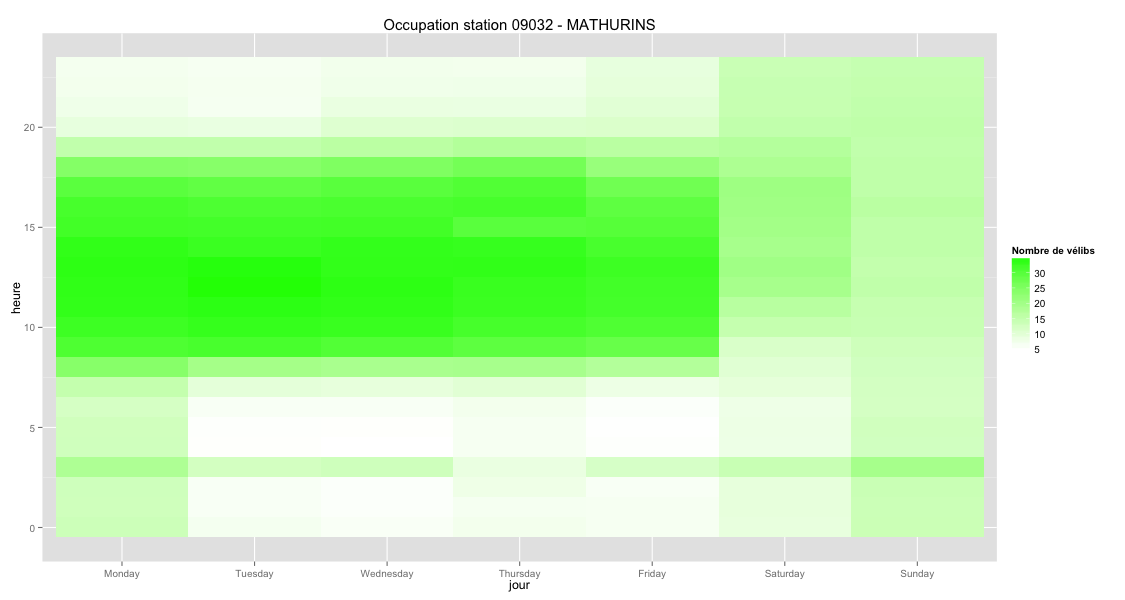 Occupation station 09032 - MATHURINS
heure
20
15
10
5
0
Monday Tuesday Wednesday Thursday Friday Saturday Sunday
jour
Nombre de vélibs
30
25
20
15
10
5